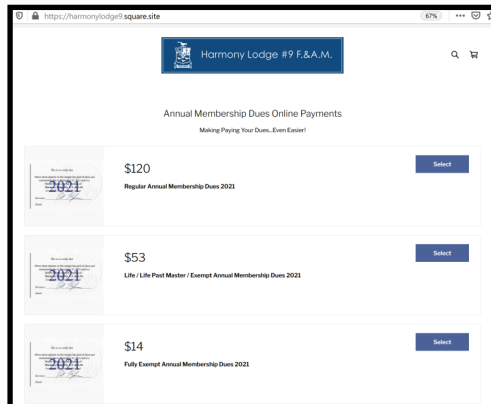 https://harmonylodge9.square.site
67%
Harmony Lodge #9 F.&A.M.
Annual Membership Dues Online Payments
Making Paying Your Dues...Even Easier!
2021
$120
Regular Annual Membership Dues 2021
Select
2021
$53
Life / Life Past Master / Exempt Annual Membership Dues 2021
Select
2021
$14
Fully Exempt Annual Membership Dues 2021
Select